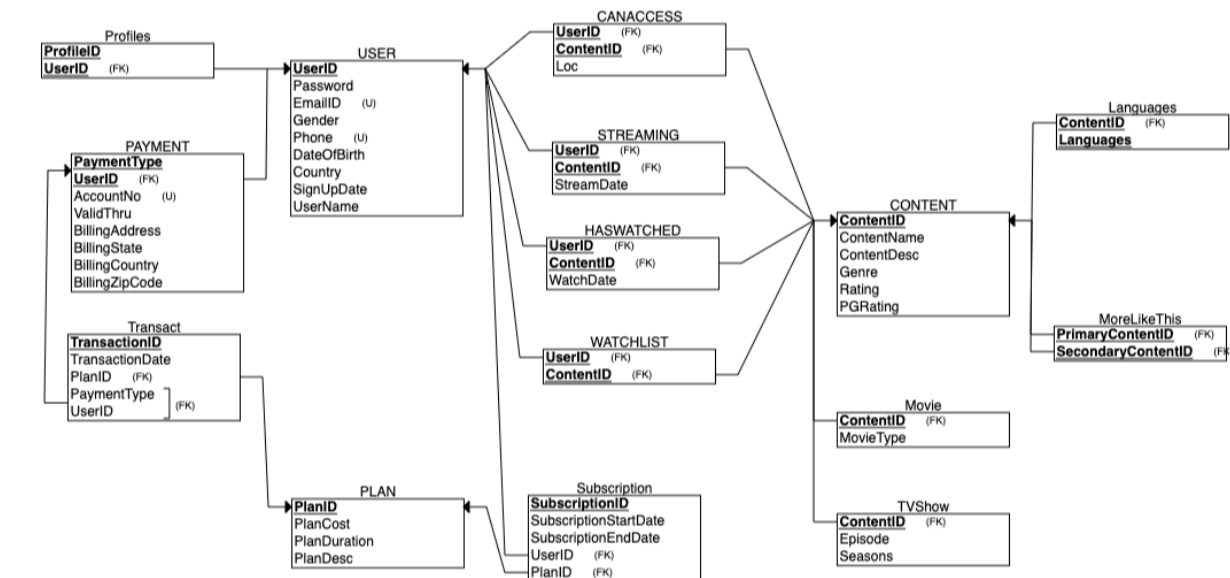 Profiles
ProfileID
UserID (FK)
PAYMENT
PaymentType
UserID (FK)
AccountNo (U)
ValidThru
BillingAddress
BillingState
BillingCountry
BillingZipCode
Transact
TransactionID
TransactionDate
PlanID (FK)
PaymentType
UserID (FK)
USER
UserID
Password
EmailID (U)
Gender
Phone (U)
DateOfBirth
Country
SignUpDate
UserName
PLAN
PlanID
PlanCost
PlanDuration
PlanDesc
CANACCESS
UserID (FK)
ContentID (FK)
Loc
STREAMING
UserID (FK)
ContentID (FK)
StreamDate
HASWATCHED
UserID (FK)
ContentID (FK)
WatchDate
WATCHLIST
UserID (FK)
ContentID (FK)
Subscription
SubscriptionID
SubscriptionStartDate
SubscriptionEndDate
UserID (FK)
PlanID (FK)
CONTENT
ContentID
ContentName
ContentDesc
Genre
Rating
PGRating
Movie
ContentID (FK)
MovieType
TVShow
ContentID (FK)
Episode
Seasons
Languages
ContentID (FK)
Languages
MoreLikeThis
PrimaryContentID (FK)
SecondaryContentID (FK